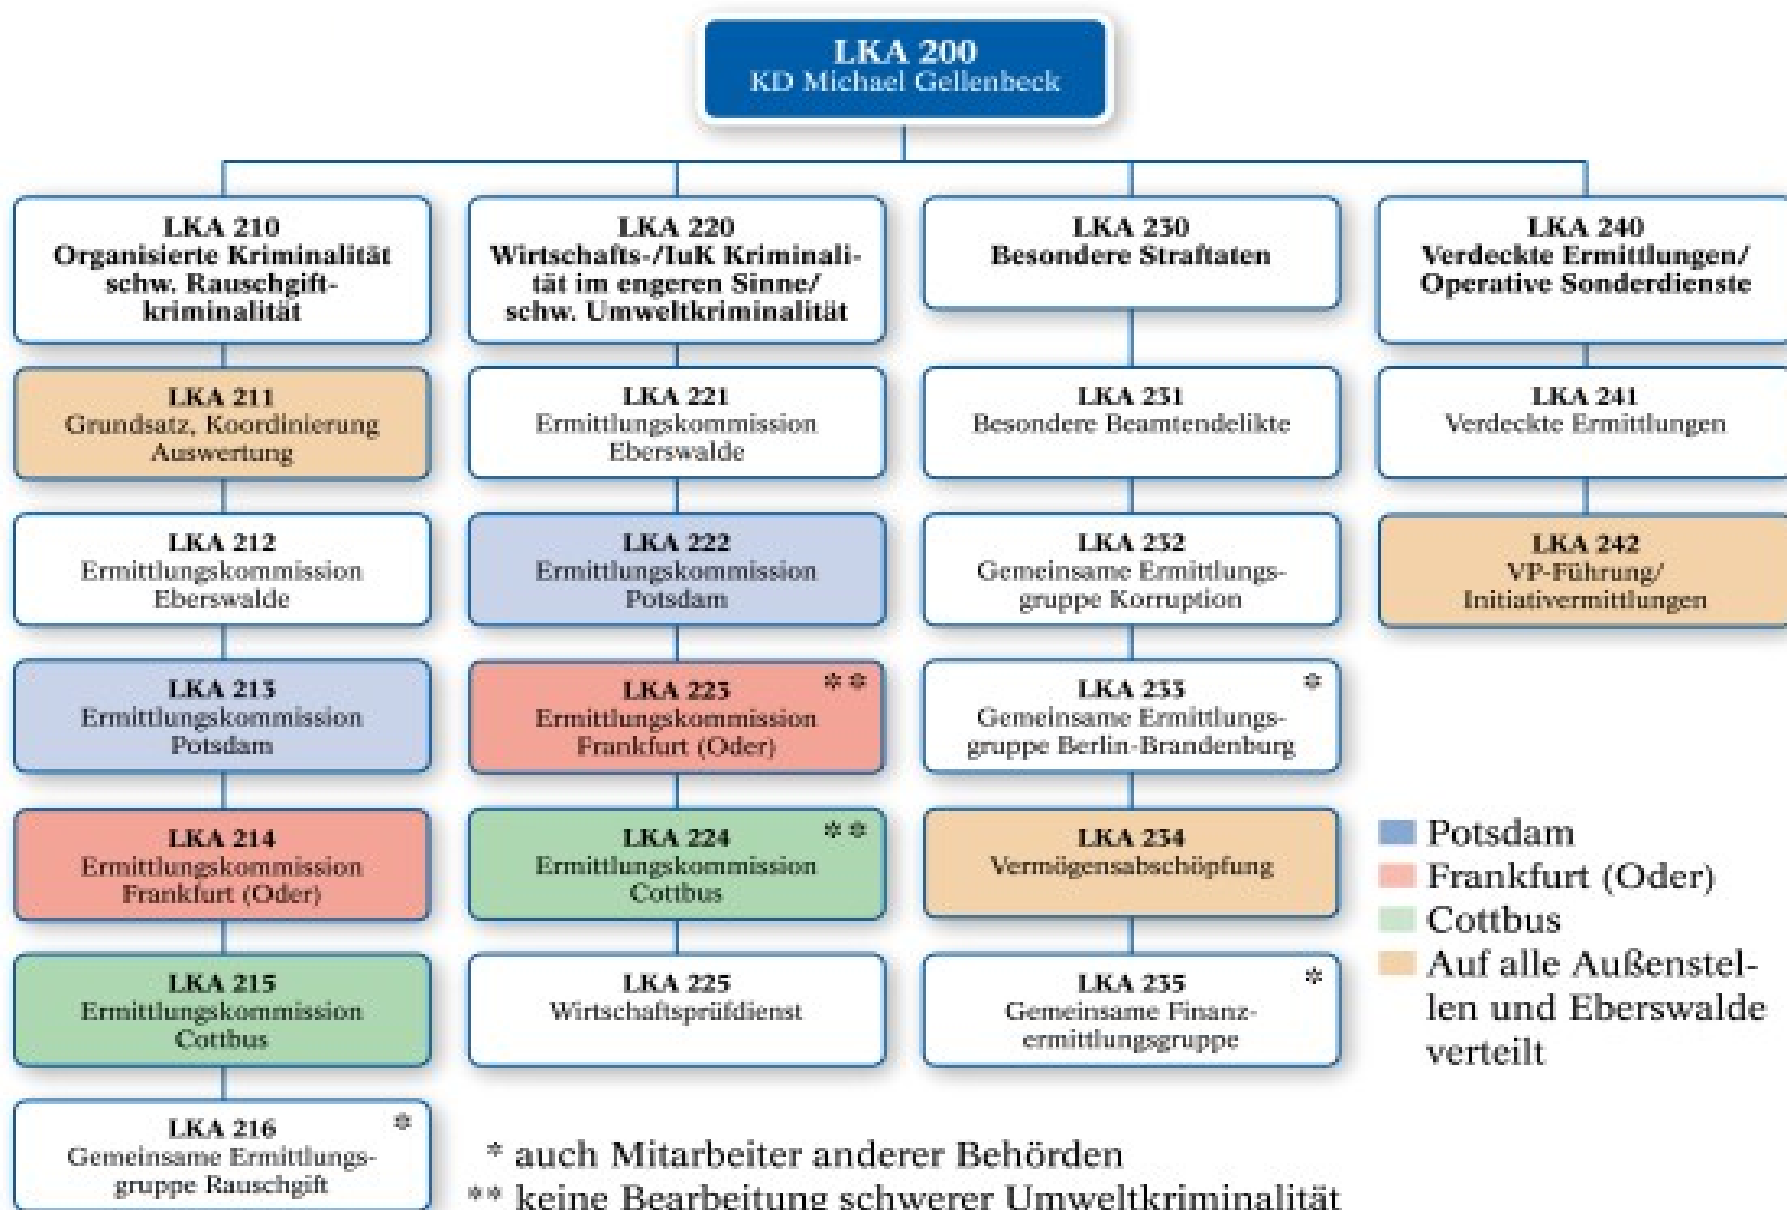 LKA 200
KD Michael Gellenbeck
LKA 210
Organisierte Kriminalität
schw. Rauschgift-
kriminalität
LKA 211
Grundsatz, Koordinierung
Auswertung
LKA 212
Ermittlungskommission
Eberswalde
LKA 213
Ermittlungskommission
Potsdam
LKA 214
Ermittlungskommission
Frankfurt (Oder)
LKA 215
Ermittlungskommission
Cottbus
LKA 216 *
Gemeinsame Ermittlungs-
gruppe Rauschgift
LKA 220
Wirtschafts-/IuK Kriminali-
tät im engeren Sinne/
schw. Umweltkriminalität
LKA 221
Ermittlungskommission
Eberswalde
LKA 222
Ermittlungskommission
Potsdam
LKA 223 **
Ermittlungskommission
Frankfurt (Oder)
LKA 224 **
Ermittlungskommission
Cottbus
LKA 225
Wirtschaftsprüfdienst
LKA 230
Besondere Straftaten
LKA 231
Besondere Beamtendelikte
LKA 232
Gemeinsame Ermittlungs-
gruppe Korruption
LKA 233 *
Gemeinsame Ermittlungs-
gruppe Berlin-Brandenburg
LKA 234
Vermögensabschöpfung
LKA 235 *
Gemeinsame Finanz-
ermittlungsgruppe
LKA 240
Verdeckte Ermittlungen/
Operative Sonderdienste
LKA 241
Verdeckte Ermittlungen
LKA 242
VP-Führung/
Initiativermittlungen
Potsdam
Frankfurt (Oder)
Cottbus
Auf alle Außenstel-
len und Eberswalde
verteilt
* auch Mitarbeiter anderer Behörden
** keine Bearbeitung schwerer Umweltkriminalität